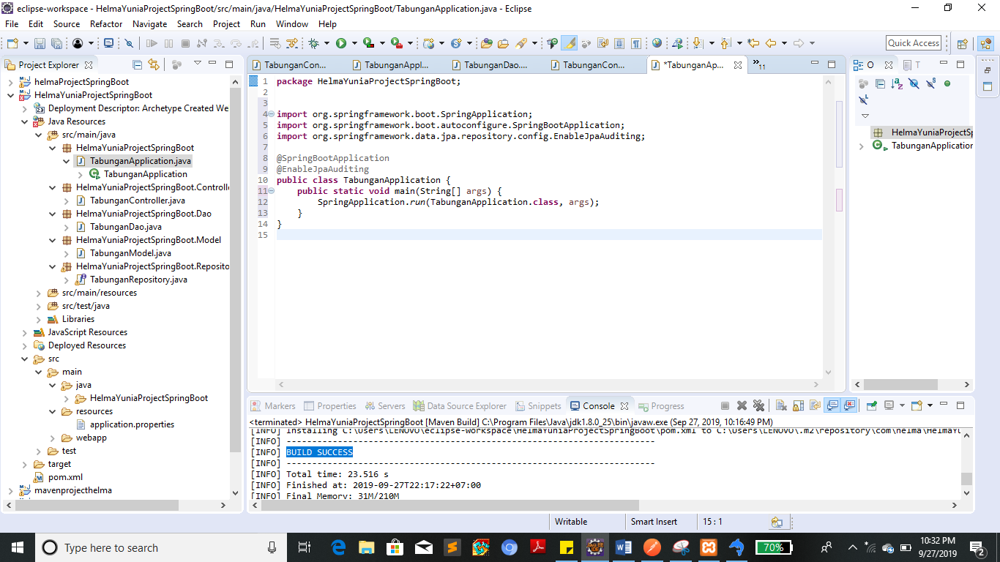 eclipse-workspace - HelmaYuniaProjectSpringBoot/src/main/java/HelmaYuniaProjectSpringBoot/TabunganApplication.java - Eclipse
File Edit Source Refactor Navigate Search Project Run Window Help
Quick Access
Project Explorer
helmaProjectSpringBoot
HelmaYuniaProjectSpringBoot
Deployment Descriptor: Archetype Created We
Java Resources
src/main/java
HelmaYuniaProjectSpringBoot
TabunganApplication.java
TabunganApplication
HelmaYuniaProjectSpringBoot.Controlle
TabunganController.java
HelmaYuniaProjectSpringBoot.Dao
TabunganDao.java
HelmaYuniaProjectSpringBoot.Model
TabunganModel.java
HelmaYuniaProjectSpringBoot.Reposito
TabunganRepository.java
src/main/resources
src/test/java
Libraries
JavaScript Resources
Deployed Resources
src
main
java
HelmaYuniaProjectSpringBoot
resources
application.properties
webapp
test
target
pom.xml
mavenprojecthelma
TabunganCon... TabunganAppl... TabunganDao.... TabunganCon... *TabunganAp... »11
1 package HelmaYuniaProjectSpringBoot;
2
3
4 import org.springframework.boot.SpringApplication;
5 import org.springframework.boot.autoconfigure.SpringBootApplication;
6 import org.springframework.data.jpa.repository.config.EnableJpaAuditing;
7
8 @SpringBootApplication
9 @EnableJpaAuditing
10 public class TabunganApplication {
11 public static void main(String[] args) {
12 SpringApplication.run(TabunganApplication.class, args);
13 }
14 }
15
O T
HelmaYuniaProjectSp
TabunganApplication
Markers Properties Servers Data Source Explorer Snippets Console Progress
<terminated> HelmaYuniaProjectSpringBoot [Maven Build] C:\Program Files\Java\jdk1.8.0_25\bin\javaw.exe (Sep 27, 2019, 10:16:49 PM)
[INFO] Installing C:\Users\LENOVO\eclipse-workspace\HelmaYuniaProjectSpringBoot\pom.xml to C:\Users\LENOVO\.m2\repository\com\helma\HelmaYu
[INFO] ------------------------------------------------------------------------
[INFO] BUILD SUCCESS
[INFO] ------------------------------------------------------------------------
[INFO] Total time: 23.516 s
[INFO] Finished at: 2019-09-27T22:17:22+07:00
[INFO] Final Memory: 31M/210M
Writable Smart Insert 15 : 1
Type here to search
70%
10:32 PM
9/27/2019
2